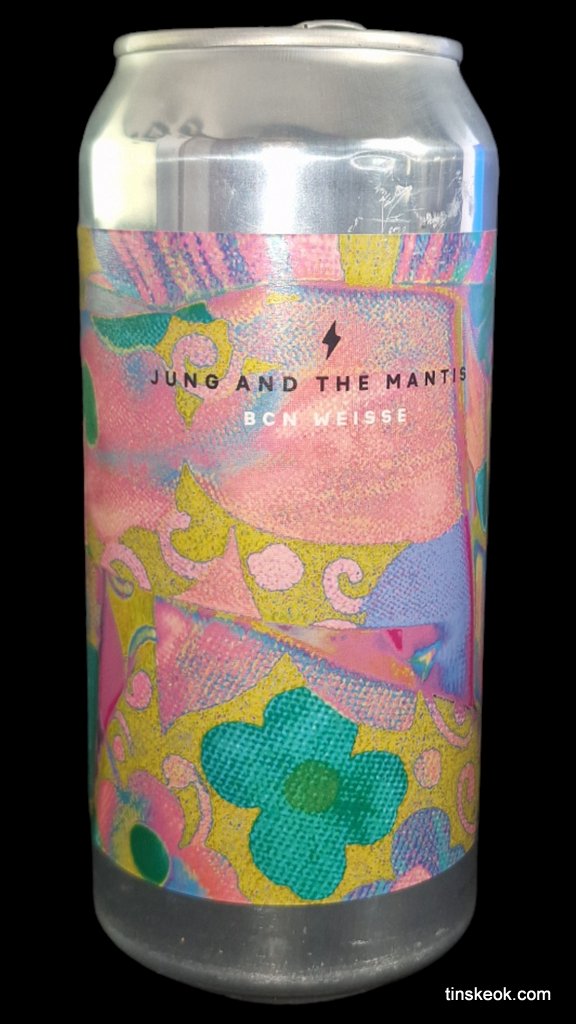 JUNG AND THE MANTIS
BCN WEISSE
tinskeok.com